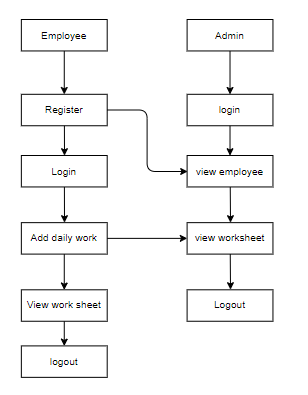 Employee
Admin
Register
login
Login
view employee
Add daily work
view worksheet
View work sheet
Logout
logout